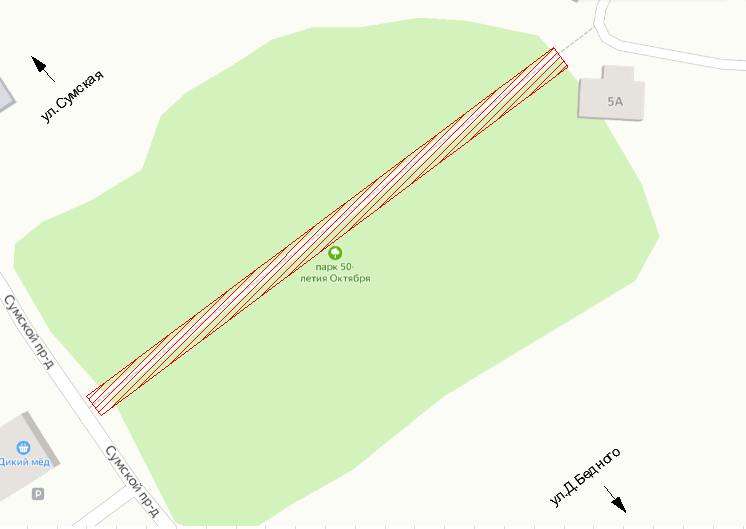 ул.Сумская
5А
парк 50-
летия Октября
Сумской пр-д
Дикий мёд
P
Сумской пр-д
ул.Д.Бедного